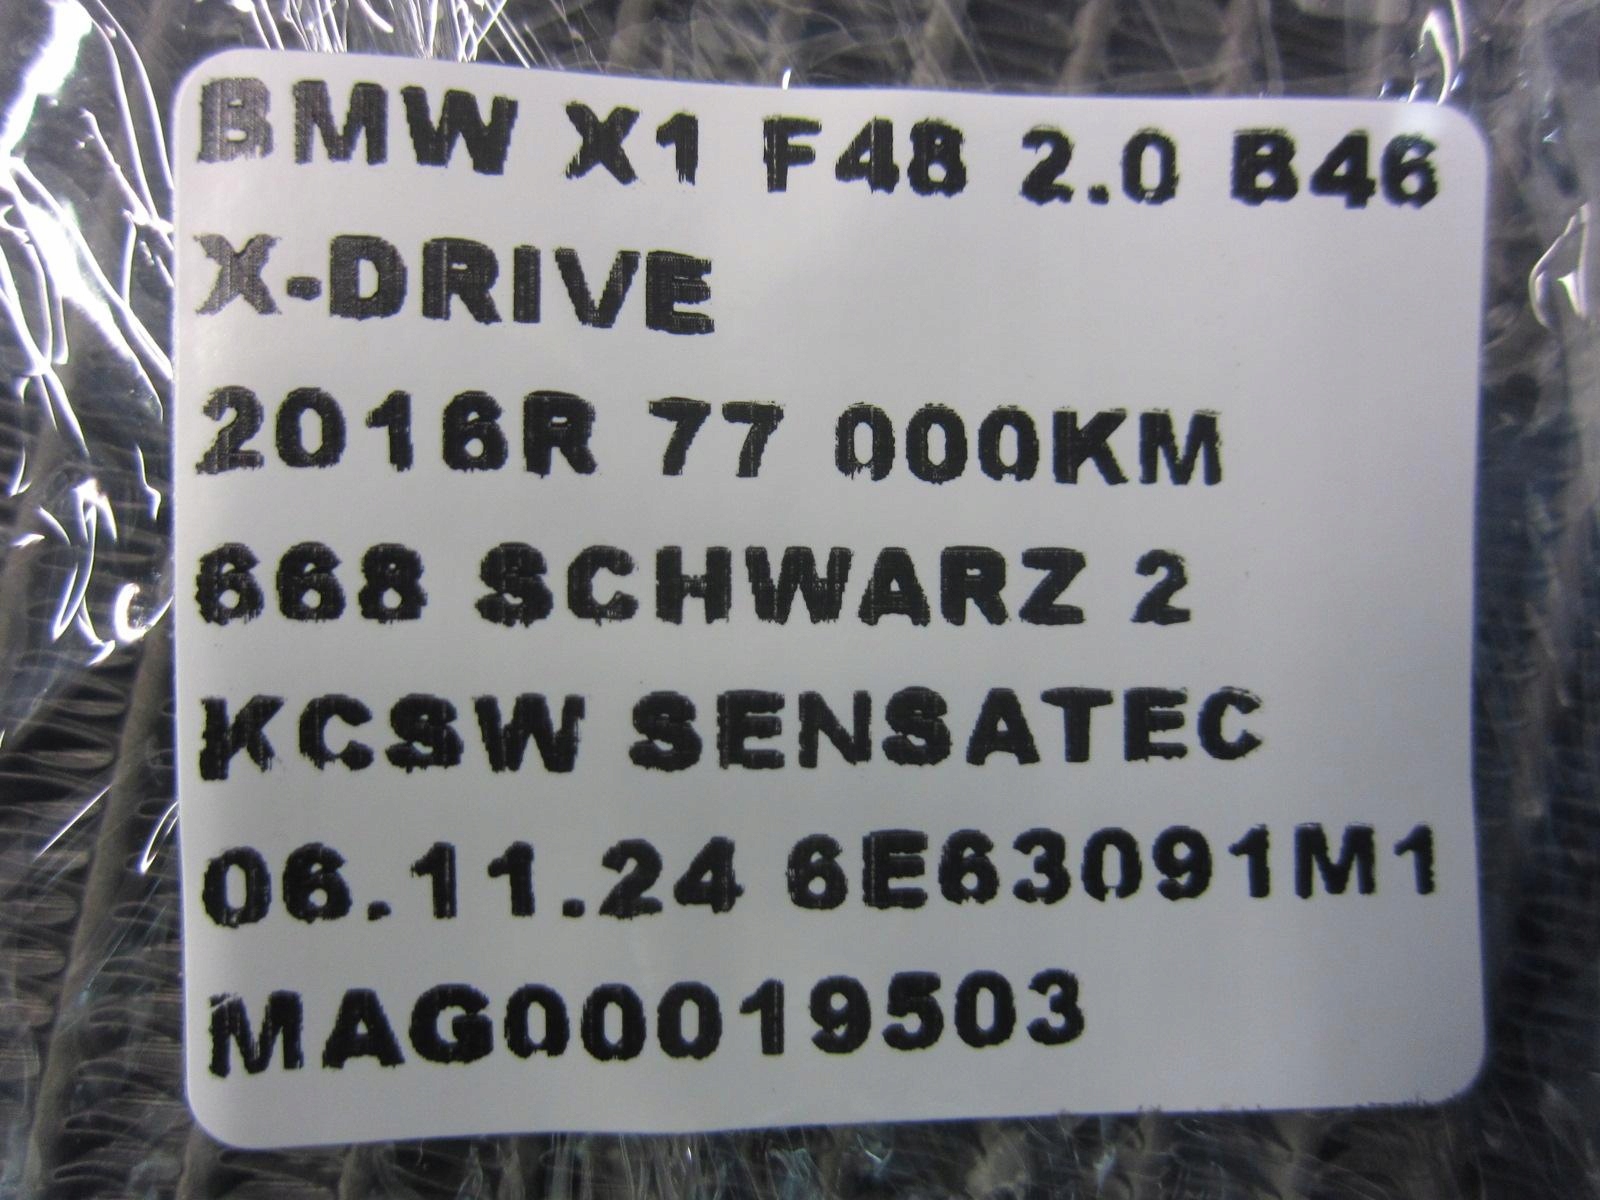 BMW X1 F48 2.0 B46
X-DRIVE
2016R 77 000KM
668 SCHWARZ 2
KCSW SENSATEC
06.11.24 6E63091M1
MAG00019503